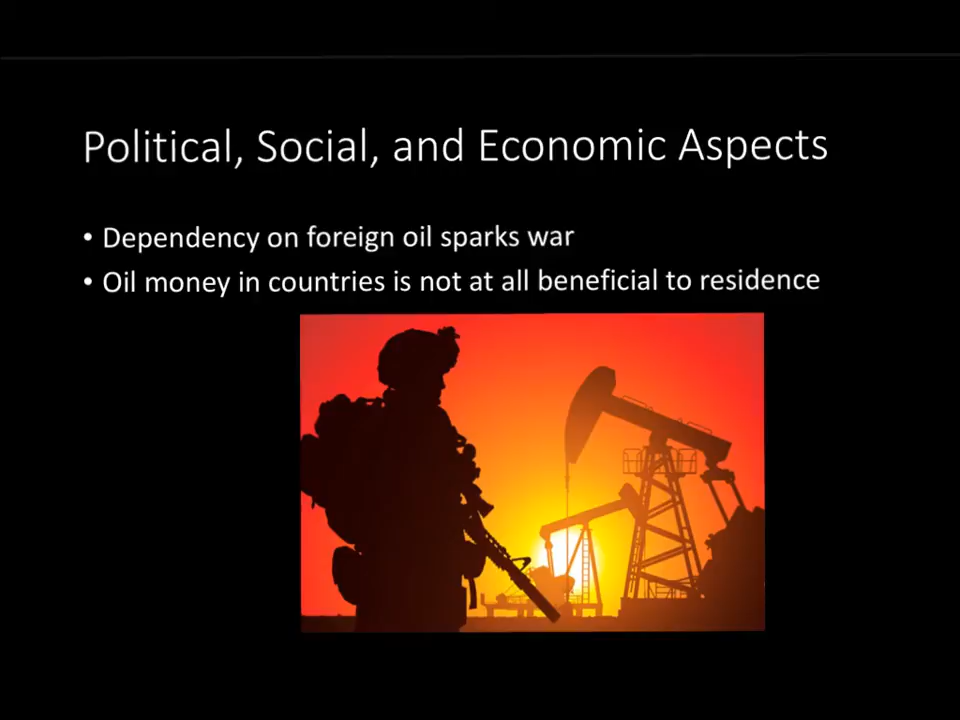 Political, Social, and Economic Aspects
• Dependency on foreign oil sparks war
• Oil money in countries is not at all beneficial to residence